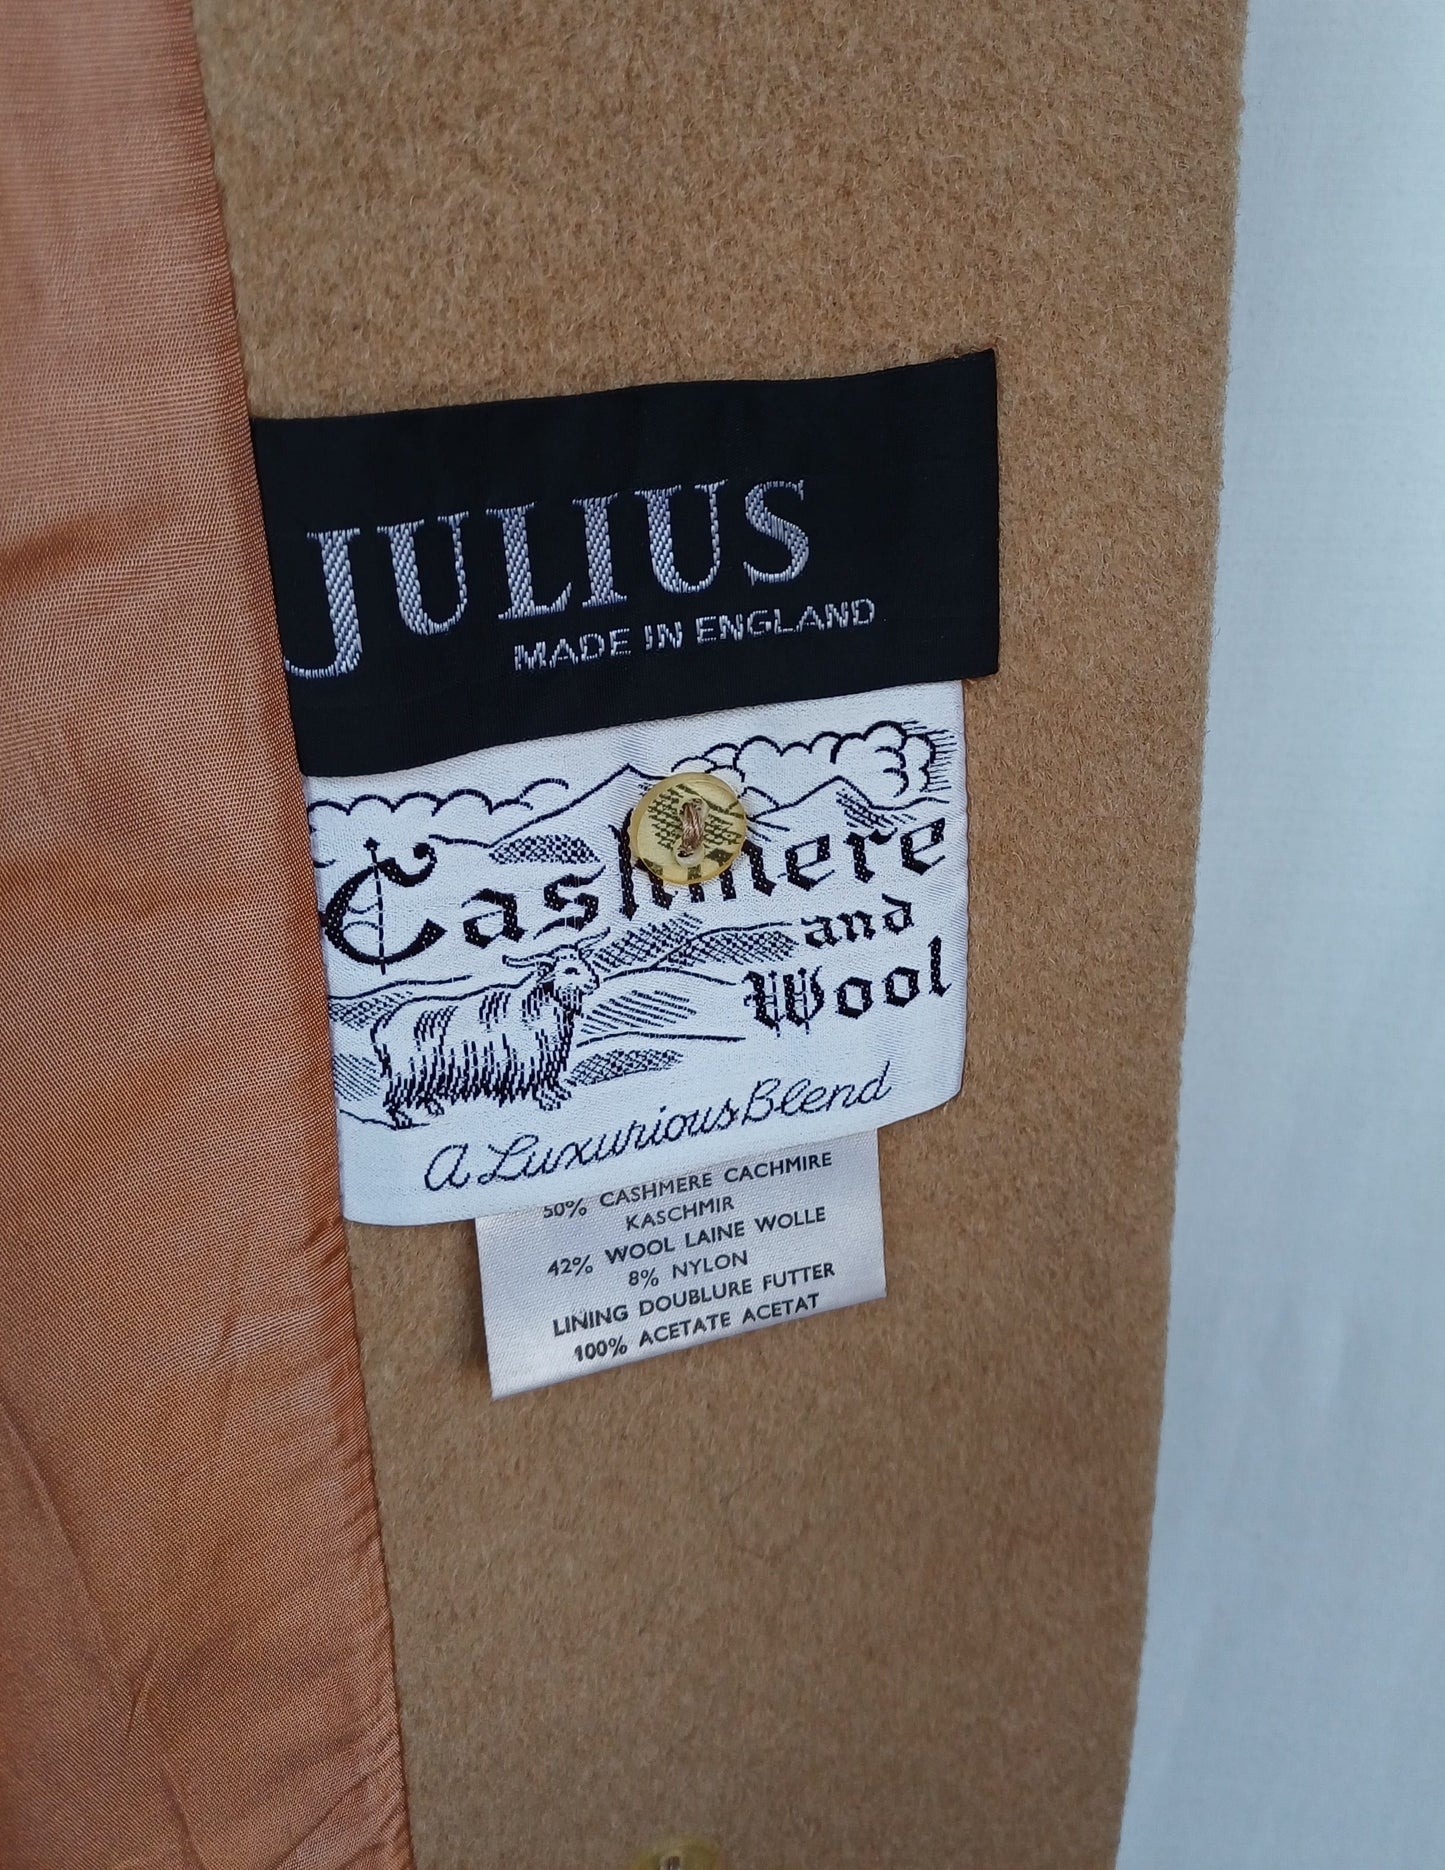 JULIUS
MADE IN ENGLAND
Cashmere
and
Wool
A Luxurious Blend
50% CASHMERE CACHMIRE
KASCHMIR
42% WOOL LAINE WOLLE
8% NYLON
LINING DOUBLURE FUTTER
100% ACETATE ACETAT